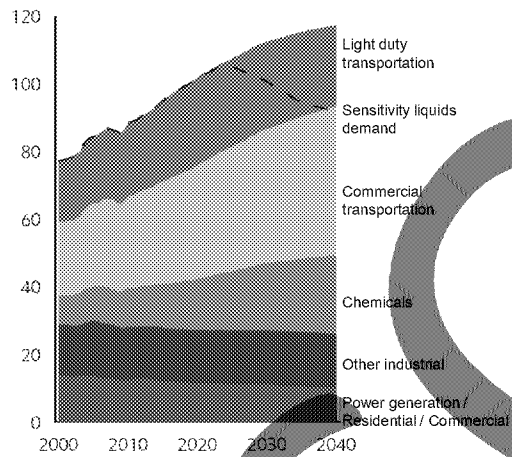 120
100
80
60
40
20
0
2000 2010 2020 2030 2040
Light duty
transportation
Sensitivity liquids
demand
Commercial
transportation
Chemicals
Other industrial
Power generation /
Residential / Commercial